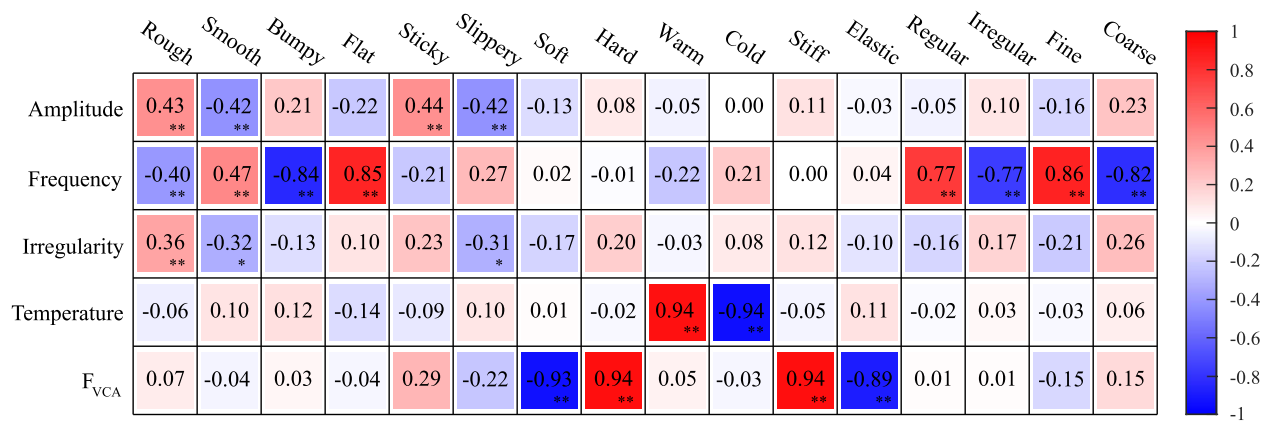 Rough Smooth Bumpy Flat Sticky Slippery Soft Hard Warm Cold Stiff Elastic Regular Irregular Fine Coarse
Amplitude 0.43 ** -0.42 ** 0.21 -0.22 0.44 ** -0.42 ** -0.13 0.08 -0.05 0.00 0.11 -0.03 -0.05 0.10 -0.16 0.23
Frequency -0.40 ** 0.47 ** -0.84 ** 0.85 ** -0.21 0.27 0.02 -0.01 -0.22 0.21 0.00 0.04 0.77 ** -0.77 ** 0.86 ** -0.82 **
Irregularity 0.36 ** -0.32 * -0.13 0.10 0.23 -0.31 * -0.17 0.20 -0.03 0.08 0.12 -0.10 -0.16 0.17 -0.21 0.26
Temperature -0.06 0.10 0.12 -0.14 -0.09 0.10 0.01 -0.02 0.94 ** -0.94 ** -0.05 0.11 -0.02 0.03 -0.03 0.06
F_VCA 0.07 -0.04 0.03 -0.04 0.29 -0.22 -0.93 ** 0.94 ** 0.05 -0.03 0.94 ** -0.89 ** 0.01 0.01 -0.15 0.15
1
0.8
0.6
0.4
0.2
0
-0.2
-0.4
-0.6
-0.8
-1